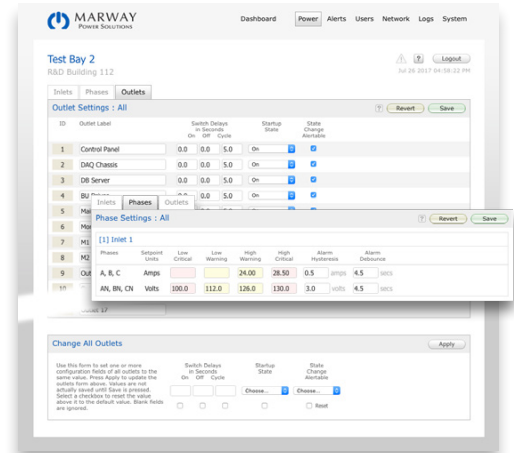 MARWAY
POWER SOLUTIONS
Dashboard Power Alerts Users Network Logs System
Test Bay 2
R&D Building 112
? Logout
Jul 26 2017 04:58:22 PM
Inlets Phases Outlets
Outlet Settings : All
? Revert Save
ID Outlet Label Switch Delays in Seconds On Off Cycle Startup State State Change Alertable
1 Control Panel 0.0 0.0 5.0 On
2 DAQ Chassis 0.0 0.0 5.0 On
3 DB Server 0.0 0.0 5.0 On
4 0.0 0.0 5.0 On
5
6
7 M1
8 M2
9 Out
10
Inlets Phases Outlets
Phase Settings : All
? Revert Save
[1] Inlet 1
Phases Setpoint Units Low Critical Low Warning High Warning High Critical Alarm Hysteresis Alarm Debounce
A, B, C Amps 24.00 28.50 0.5 amps 4.5 secs
AN, BN, CN Volts 100.0 112.0 126.0 130.0 3.0 volts 4.5 secs
Change All Outlets
Apply
Use this form to set one or more
configuration fields of all outlets to the
same value. Press Apply to update the
outlets form above. Values are not
actually saved until Save is pressed.
Select a checkbox to reset the value
above it to the default value. Blank fields
are ignored.
Switch Delays in Seconds On Off Cycle Startup State State Change Alertable
Choose... Choose...
Reset